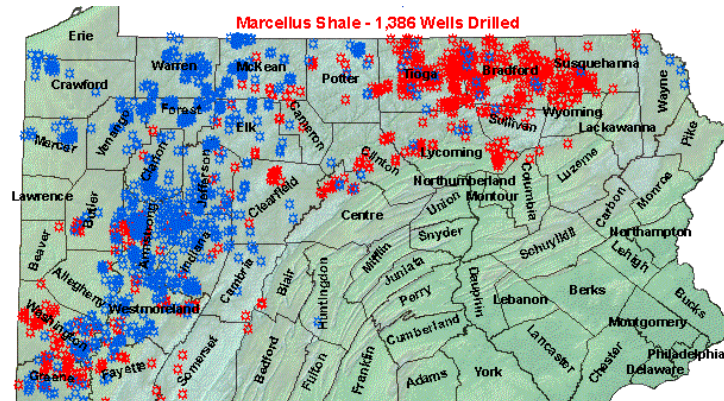 Marcellus Shale - 1,386 Wells Drilled
Erie
Crawford
Warren
McKean
Potter
Tioga
Bradford
Susquehanna
Wayne
Forest
Venango
Mercer
Elk
Cameron
Sullivan
Wyoming
Lackawanna
Pike
Clarion
Jefferson
Clinton
Lycoming
Luzerne
Columbia
Lawrence
Butler
Clearfield
Centre
Northumberland
Montour
Union
Carbon
Monroe
Beaver
Armstrong
Indiana
Snyder
Mifflin
Northampton
Schuylkill
Lehigh
Allegheny
Cambria
Blair
Huntingdon
Juniata
Perry
Dauphin
Lebanon
Berks
Bucks
Westmoreland
Washington
Cumberland
Lancaster
Montgomery
Greene
Fayette
Somerset
Bedford
Fulton
Franklin
Adams
York
Chester
Philadelphia
Delaware